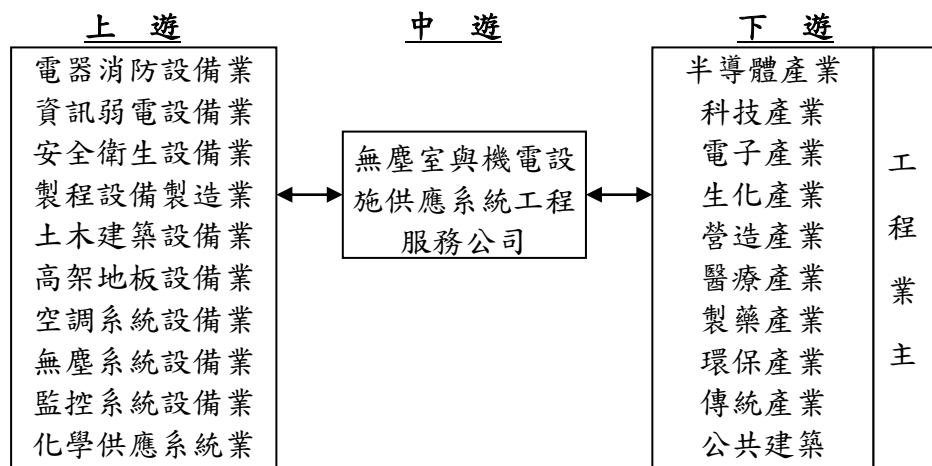 上 遊
電器消防設備業
資訊弱電設備業
安全衛生設備業
製程設備製造業
土木建築設備業
高架地板設備業
空調系統設備業
無塵系統設備業
監控系統設備業
化學供應系統業
中 遊
無塵室與機電設
施供應系統工程
服務公司
下 遊
半導體產業
科技產業
電子產業
生化產業
營造產業
醫療產業
製藥產業
環保產業
傳統產業
公共建築
工程業主